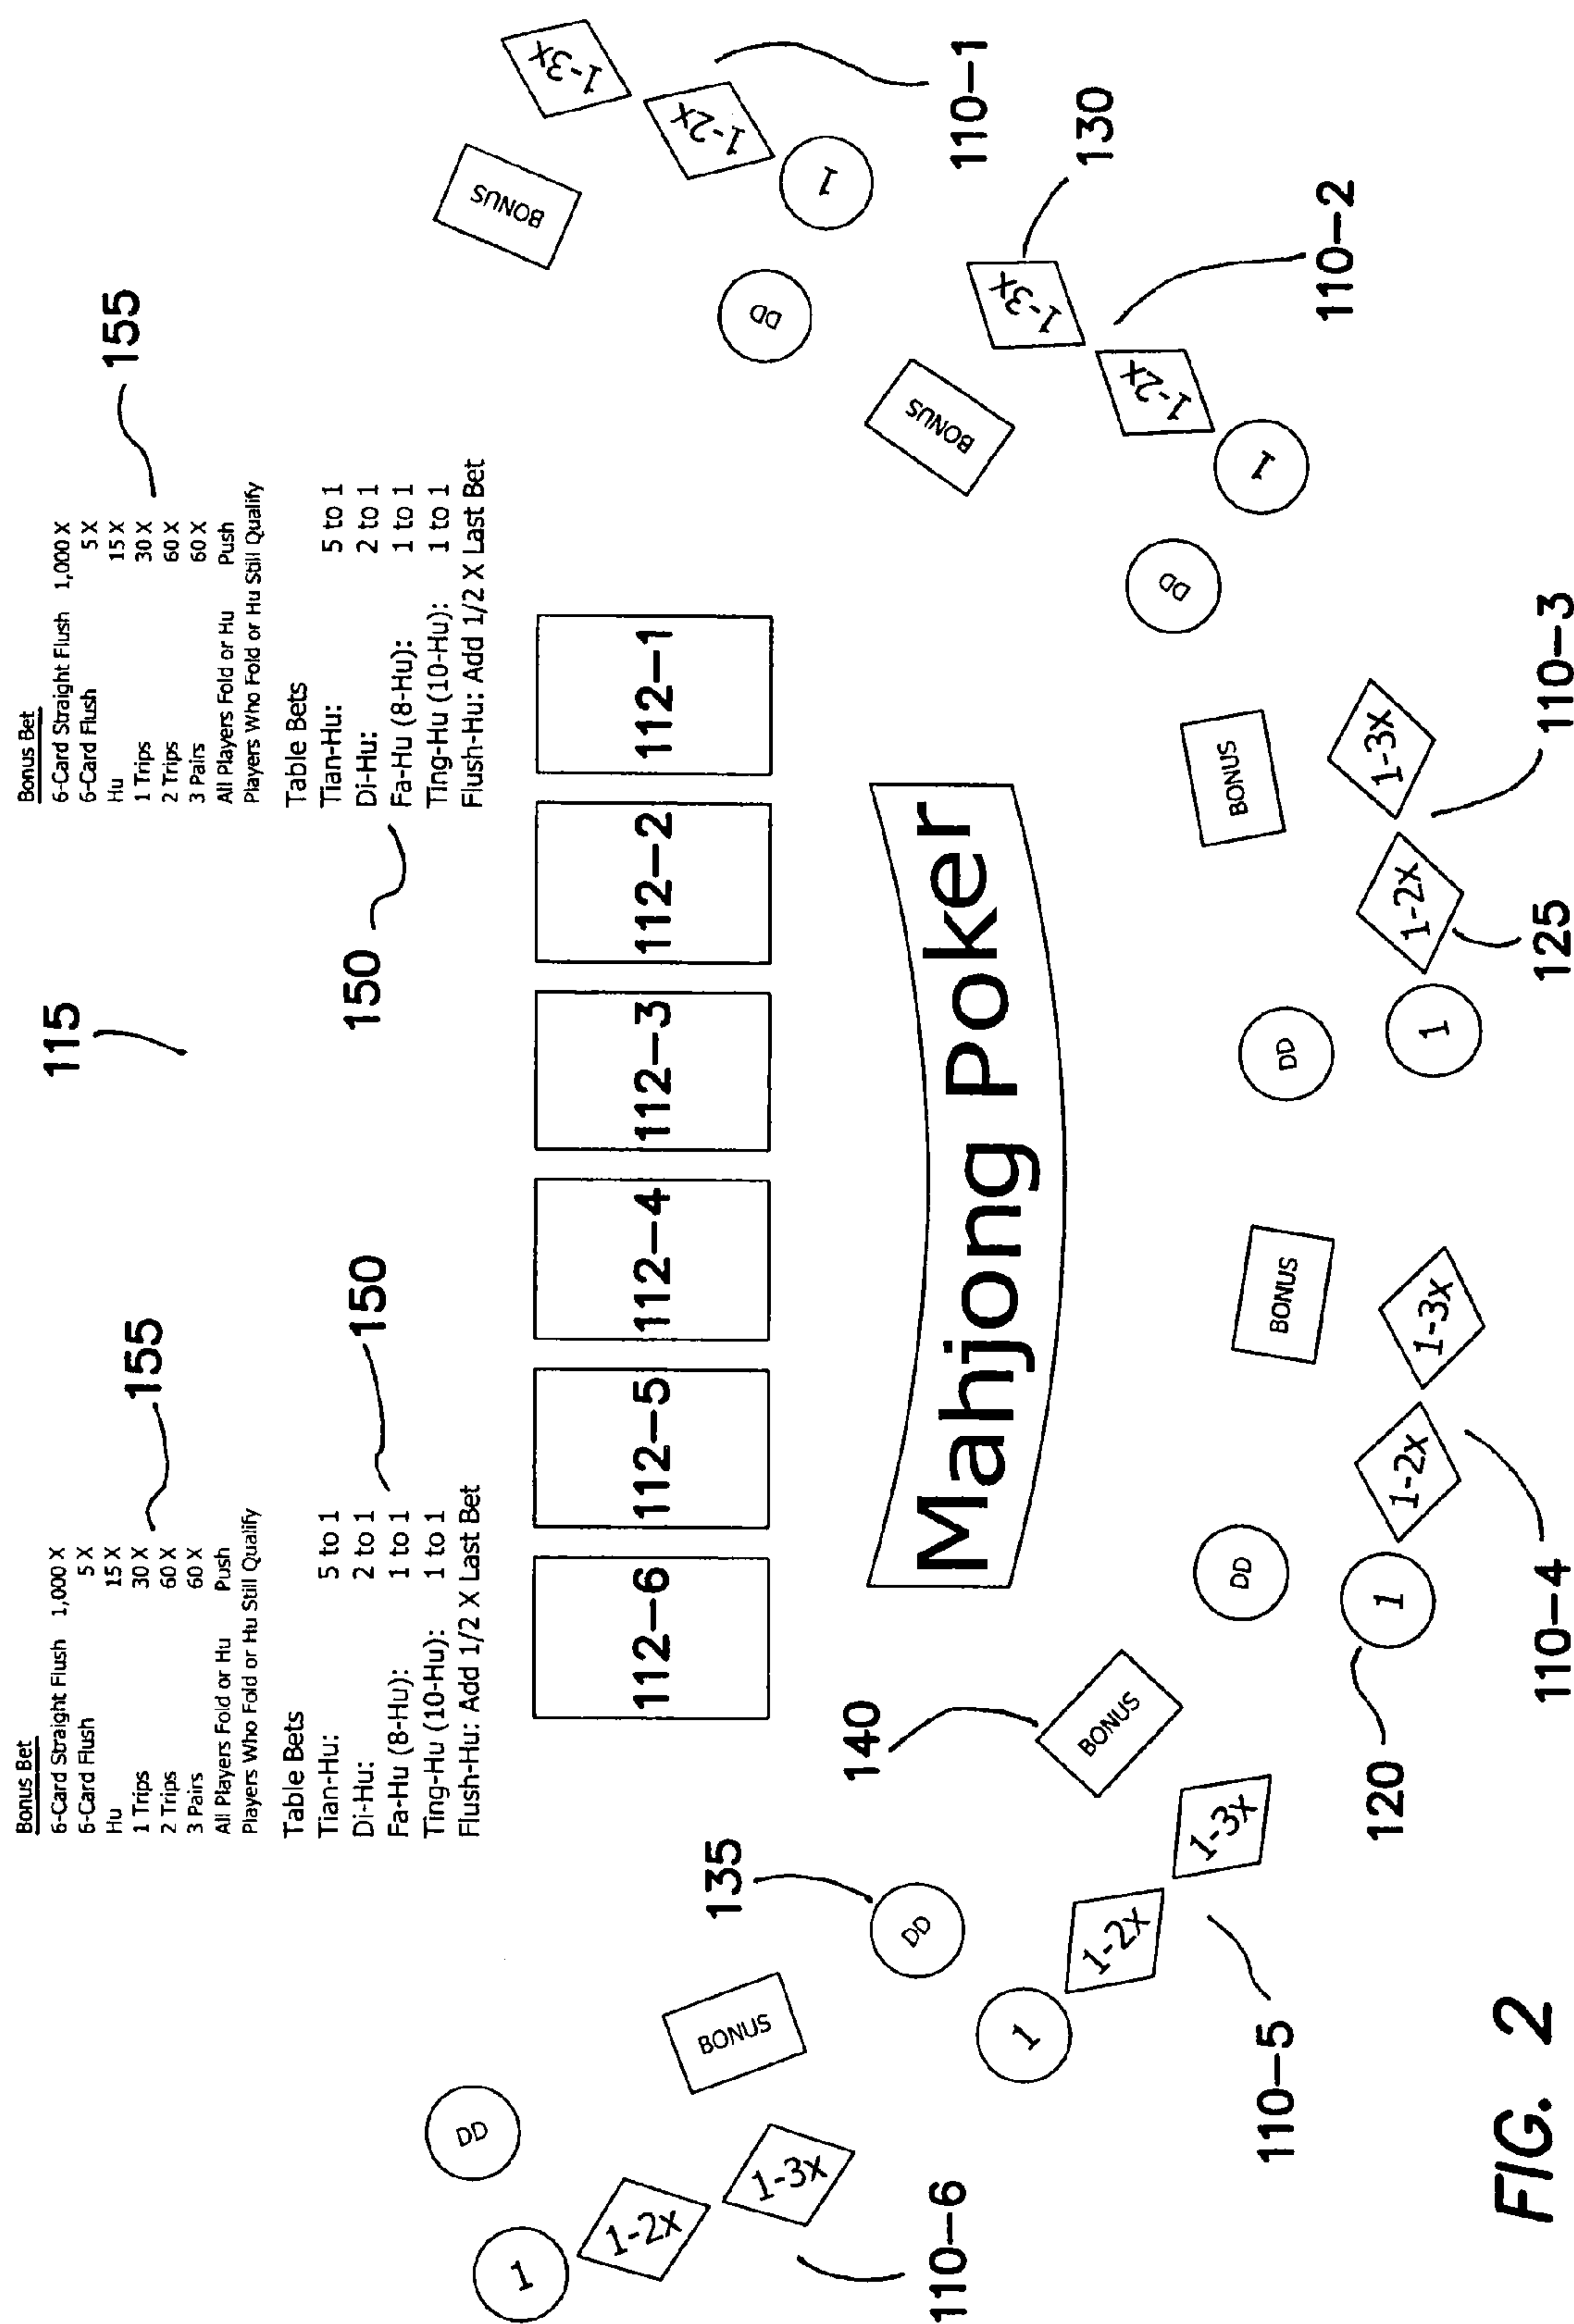 115
Bonus Bet
6-Card Straight Flush 1,000 X
6-Card Flush 5 X
Hu 15 X
1 Trips 30 X
2 Trips 60 X
3 Pairs 60 X
All Players Fold or Hu Push
Players Who Fold or Hu Still Qualify
155
Table Bets
Tian-Hu: 5 to 1
Di-Hu: 2 to 1
Fa-Hu (8-Hu): 1 to 1
Ting-Hu (10-Hu): 1 to 1
Flush-Hu: Add 1/2 X Last Bet
150
Bonus Bet
6-Card Straight Flush 1,000 X
6-Card Flush 5 X
Hu 15 X
1 Trips 30 X
2 Trips 60 X
3 Pairs 60 X
All Players Fold or Hu Push
Players Who Fold or Hu Still Qualify
155
Table Bets
Tian-Hu: 5 to 1
Di-Hu: 2 to 1
Fa-Hu (8-Hu): 1 to 1
Ting-Hu (10-Hu): 1 to 1
Flush-Hu: Add 1/2 X Last Bet
150
112-6 112-5 112-4 112-3 112-2 112-1
Mahjong Poker
DD
1
1-2X
1-3X
BONUS
110-6
135
DD
1
1-2X
1-3X
140
BONUS
110-5
DD
120
1
1-2X
1-3X
BONUS
110-4
DD
1
1-2X
125
1-3X
BONUS
110-3
DD
1
1-2X
1-3X
130
BONUS
110-2
DD
1
1-2X
1-3X
BONUS
110-1
FIG. 2